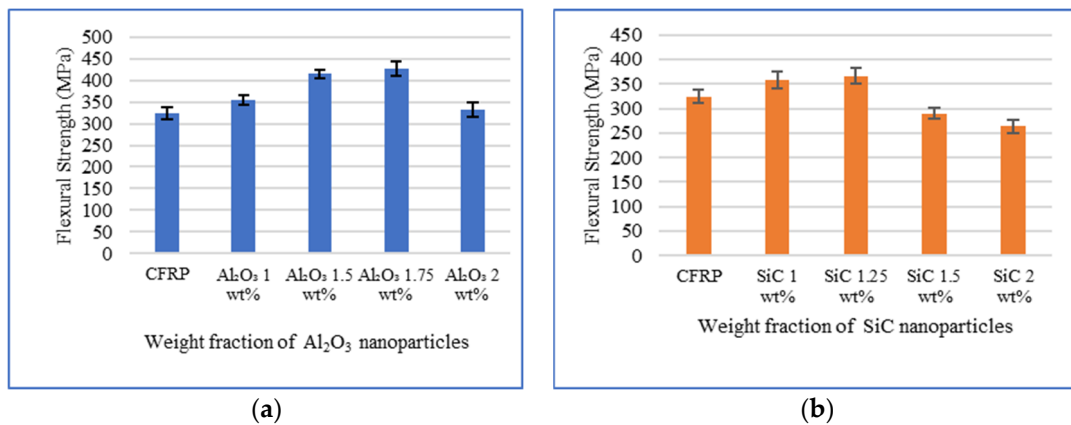 500
450
400
350
300
250
200
150
100
50
0
Flexural Strength (MPa)
CFRP
Al₂O₃ 1
wt%
Al₂O₃ 1.5
wt%
Al₂O₃ 1.75
wt%
Al₂O₃ 2
wt%
Weight fraction of Al₂O₃ nanoparticles
(a)
450
400
350
300
250
200
150
100
50
0
Flexural Strength (MPa)
CFRP
SiC 1
wt%
SiC 1.25
wt%
SiC 1.5
wt%
SiC 2
wt%
Weight fraction of SiC nanoparticles
(b)